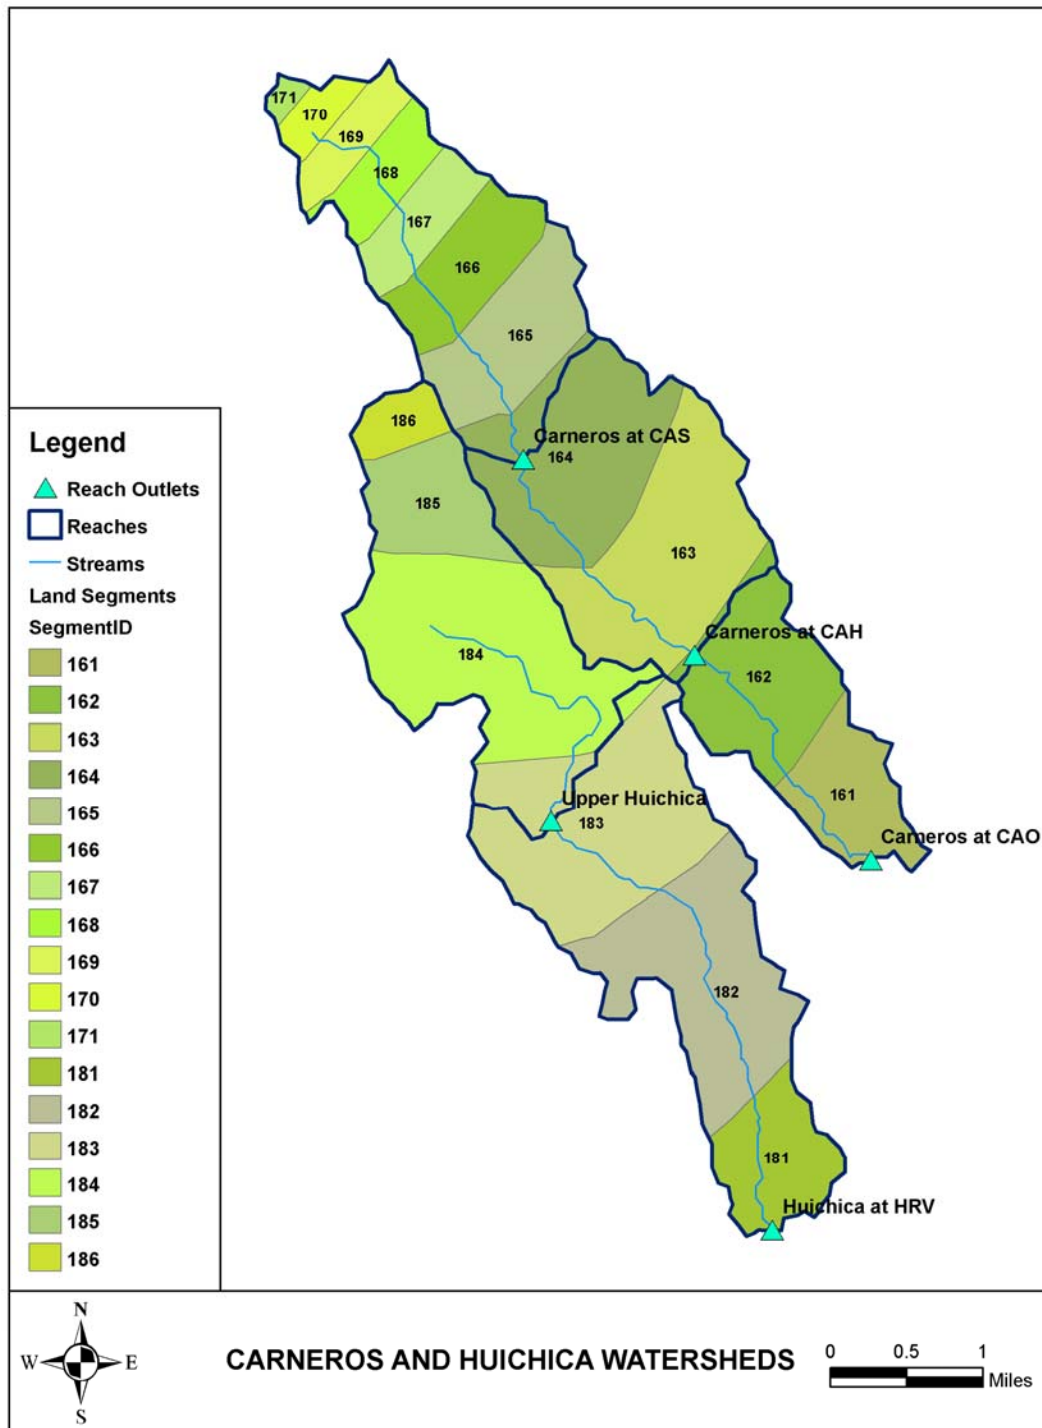 171
170
169
168
167
166
165
186
Carneros at CAS
164
185
163
Carneros at CAH
184
162
161
Upper Huichica
183
Carneros at CAO
182
181
Huichica at HRV
Legend
Reach Outlets
Reaches
Streams
Land Segments
SegmentID
161
162
163
164
165
166
167
168
169
170
171
181
182
183
184
185
186
N
W
E
S
CARNEROS AND HUICHICA WATERSHEDS
0 0.5 1
Miles